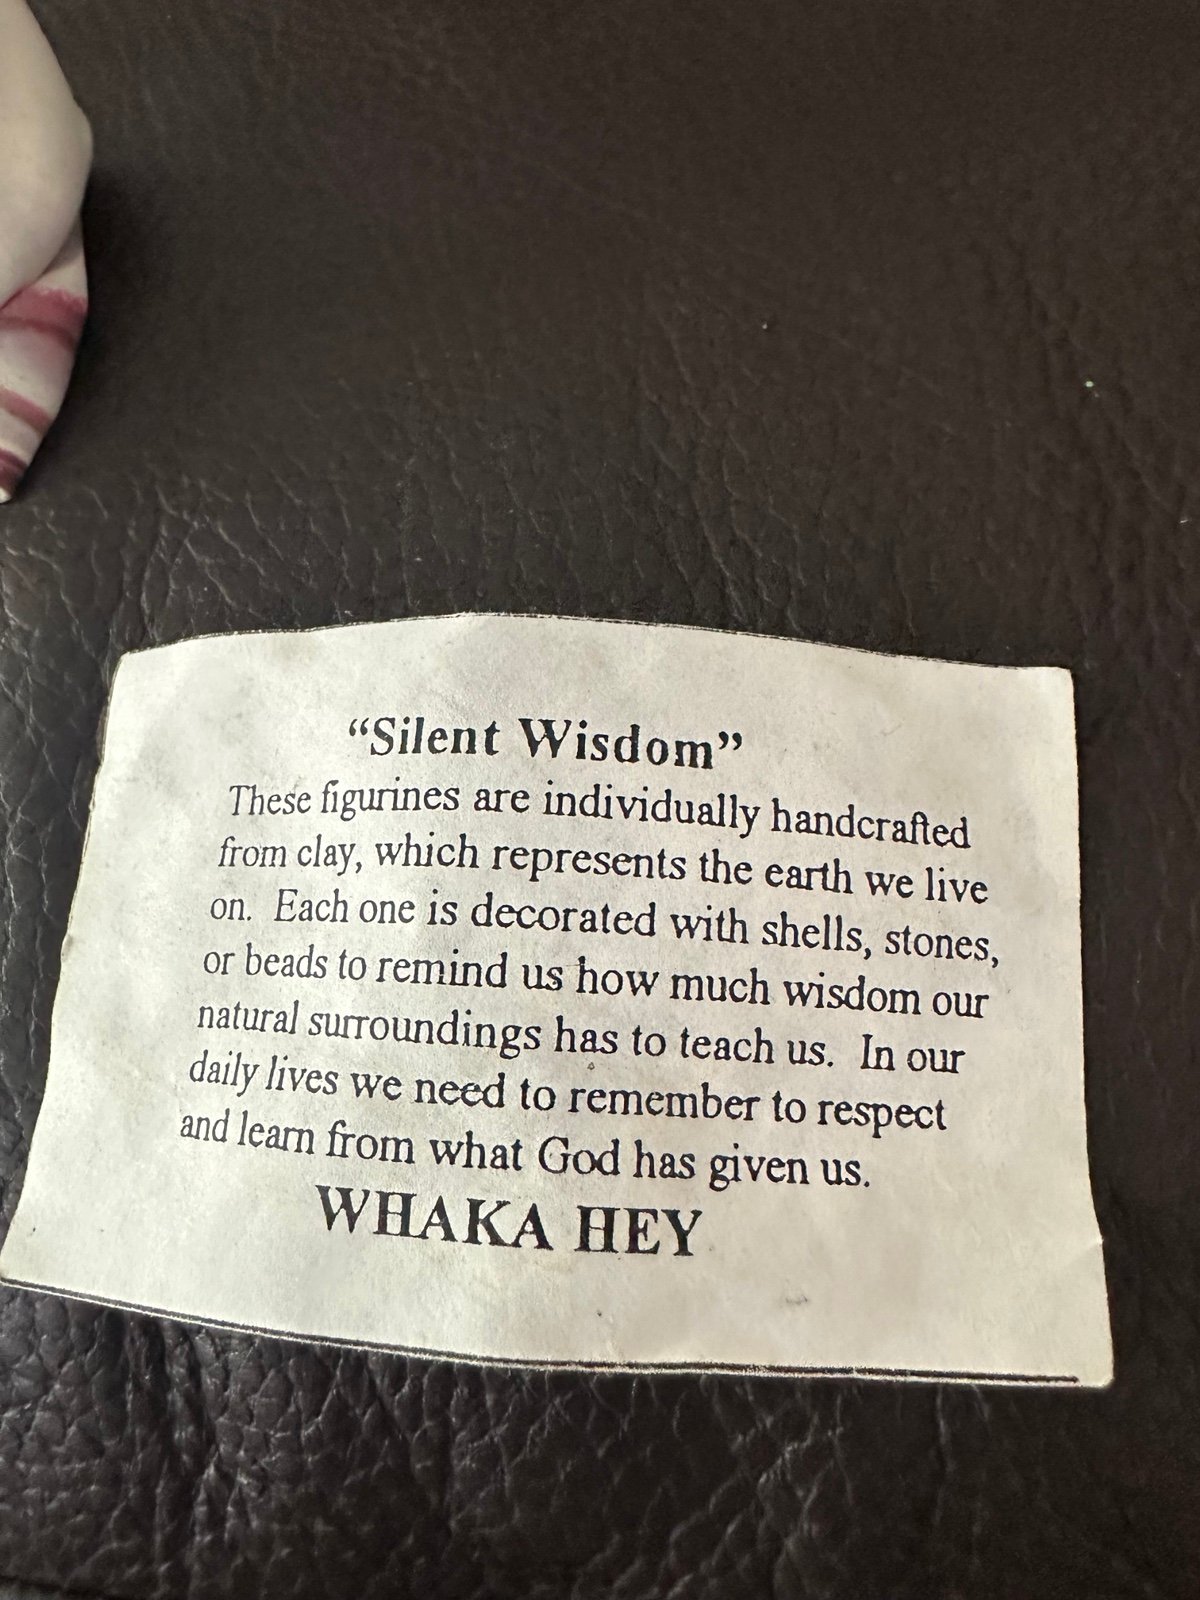 “Silent Wisdom”
These figurines are individually handcrafted
from clay, which represents the earth we live
on. Each one is decorated with shells, stones,
or beads to remind us how much wisdom our
natural surroundings has to teach us. In our
daily lives we need to remember to respect
and learn from what God has given us.
WHAKA HEY